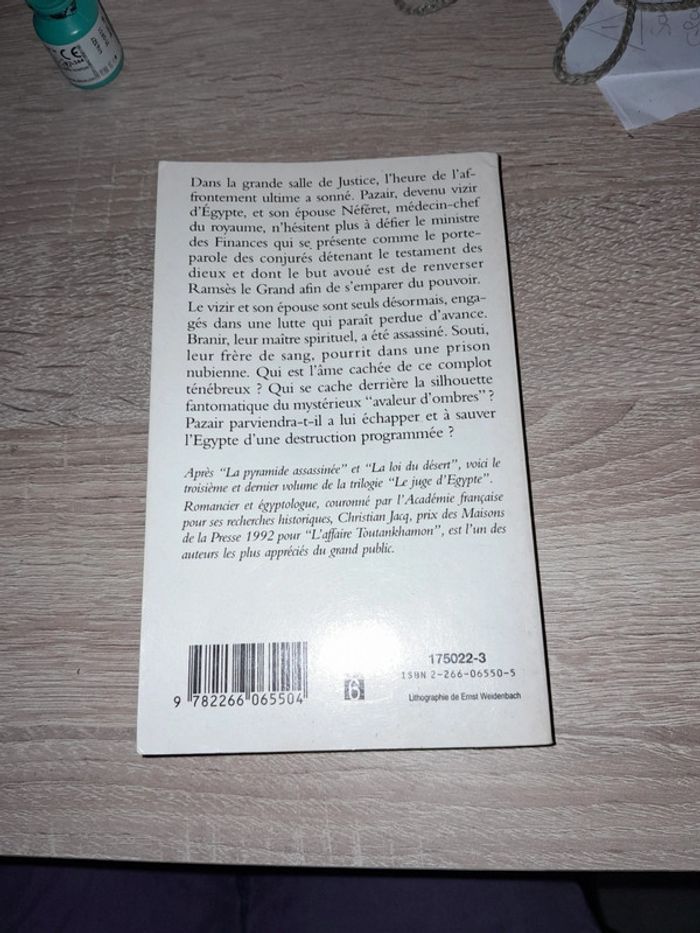 Dans la grande salle de Justice, l'heure de l'af-
frontement ultime a sonné. Pazair, devenu vizir
d'Égypte, et son épouse Néféret, médecin-chef
du royaume, n'hésitent plus à défier le ministre
des Finances qui se présente comme le porte-
parole des conjurés détenant le testament des
dieux et dont le but avoué est de renverser
Ramsès le Grand afin de s'emparer du pouvoir.
Le vizir et son épouse sont seuls désormais, enga-
gés dans une lutte qui paraît perdue d'avance.
Branir, leur maître spirituel, a été assassiné. Souti,
leur frère de sang, pourrit dans une prison
nubienne. Qui est l'âme cachée de ce complot
ténébreux ? Qui se cache derrière la silhouette
fantomatique du mystérieux "avaleur d'ombres" ?
Pazair parviendra-t-il a lui échapper et à sauver
l'Egypte d'une destruction programmée ?
Après "La pyramide assassinée" et "La loi du désert", voici le
troisième et dernier volume de la trilogie "Le juge d'Egypte".
Romancier et égyptologue, couronné par l'Académie française
pour ses recherches historiques, Christian Jacq, prix des Maisons
de la Presse 1992 pour "L'affaire Toutankhamon", est l'un des
auteurs les plus appréciés du grand public.
175022-3
ISBN 2-266-06550-5
6
9 782266 065504
Lithographie de Ernst Weidenbach
CE